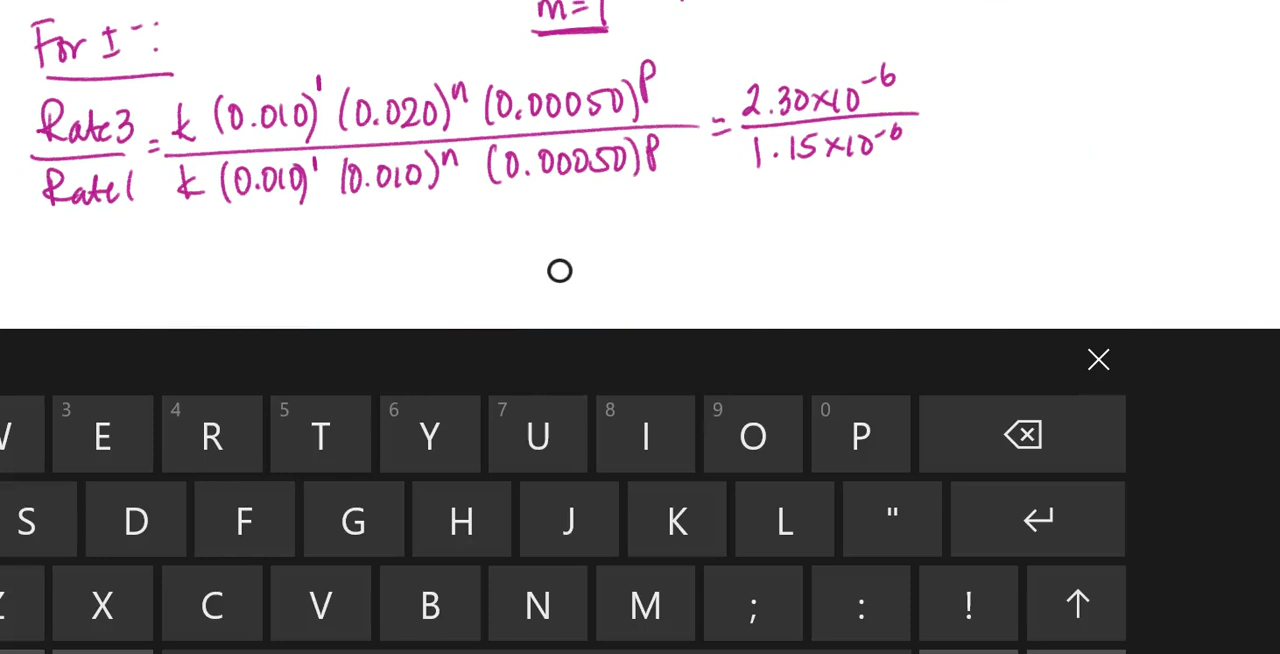 m=1
For I⁻:
Rate3/Rate1 = k (0.010)¹ (0.020)ⁿ (0.00050)ᵖ / k (0.010)¹ (0.010)ⁿ (0.00050)ᵖ = 2.30×10⁻⁶ / 1.15×10⁻⁶
3 4 5 6 7 8 9 0
E R T Y U I O P
S D F G H J K L "
X C V B N M ; : !